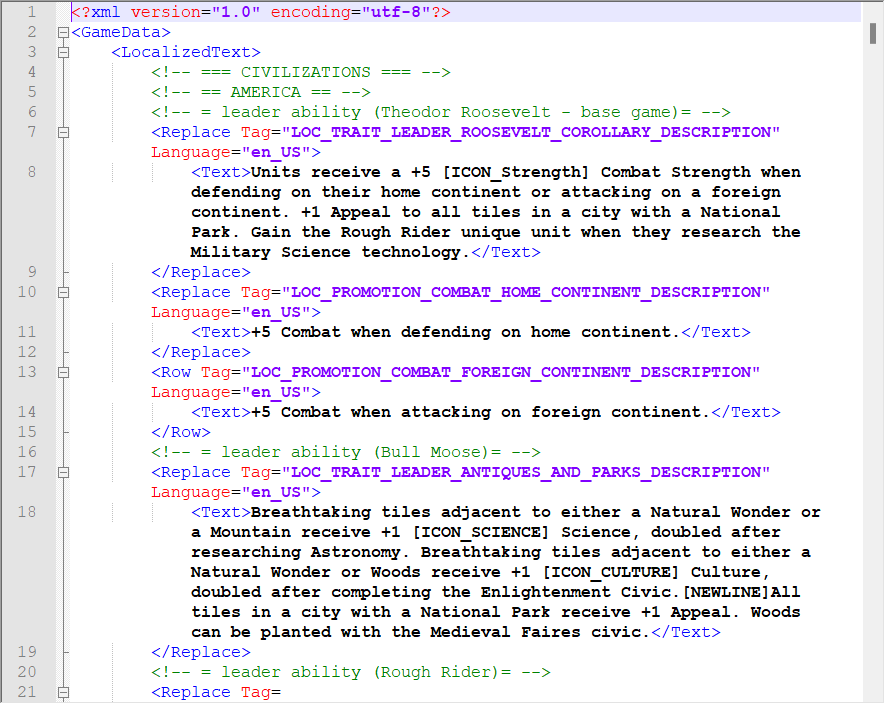 1 <?xml version="1.0" encoding="utf-8"?>
2 <GameData>
3 <LocalizedText>
4 <!-- === CIVILIZATIONS === -->
5 <!-- == AMERICA == -->
6 <!-- = leader ability (Theodor Roosevelt - base game)= -->
7 <Replace Tag="LOC_TRAIT_LEADER_ROOSEVELT_COROLLARY_DESCRIPTION"
Language="en_US">
8 <Text>Units receive a +5 [ICON_Strength] Combat Strength when
defending on their home continent or attacking on a foreign
continent. +1 Appeal to all tiles in a city with a National
Park. Gain the Rough Rider unique unit when they research the
Military Science technology.</Text>
9 </Replace>
10 <Replace Tag="LOC_PROMOTION_COMBAT_HOME_CONTINENT_DESCRIPTION"
Language="en_US">
11 <Text>+5 Combat when defending on home continent.</Text>
12 </Replace>
13 <Row Tag="LOC_PROMOTION_COMBAT_FOREIGN_CONTINENT_DESCRIPTION"
Language="en_US">
14 <Text>+5 Combat when attacking on foreign continent.</Text>
15 </Row>
16 <!-- = leader ability (Bull Moose)= -->
17 <Replace Tag="LOC_TRAIT_LEADER_ANTIQUES_AND_PARKS_DESCRIPTION"
Language="en_US">
18 <Text>Breathtaking tiles adjacent to either a Natural Wonder or
a Mountain receive +1 [ICON_SCIENCE] Science, doubled after
researching Astronomy. Breathtaking tiles adjacent to either a
Natural Wonder or Woods receive +1 [ICON_CULTURE] Culture,
doubled after completing the Enlightenment Civic.[NEWLINE]All
tiles in a city with a National Park receive +1 Appeal. Woods
can be planted with the Medieval Faires civic.</Text>
19 </Replace>
20 <!-- = leader ability (Rough Rider)= -->
21 <Replace Tag=